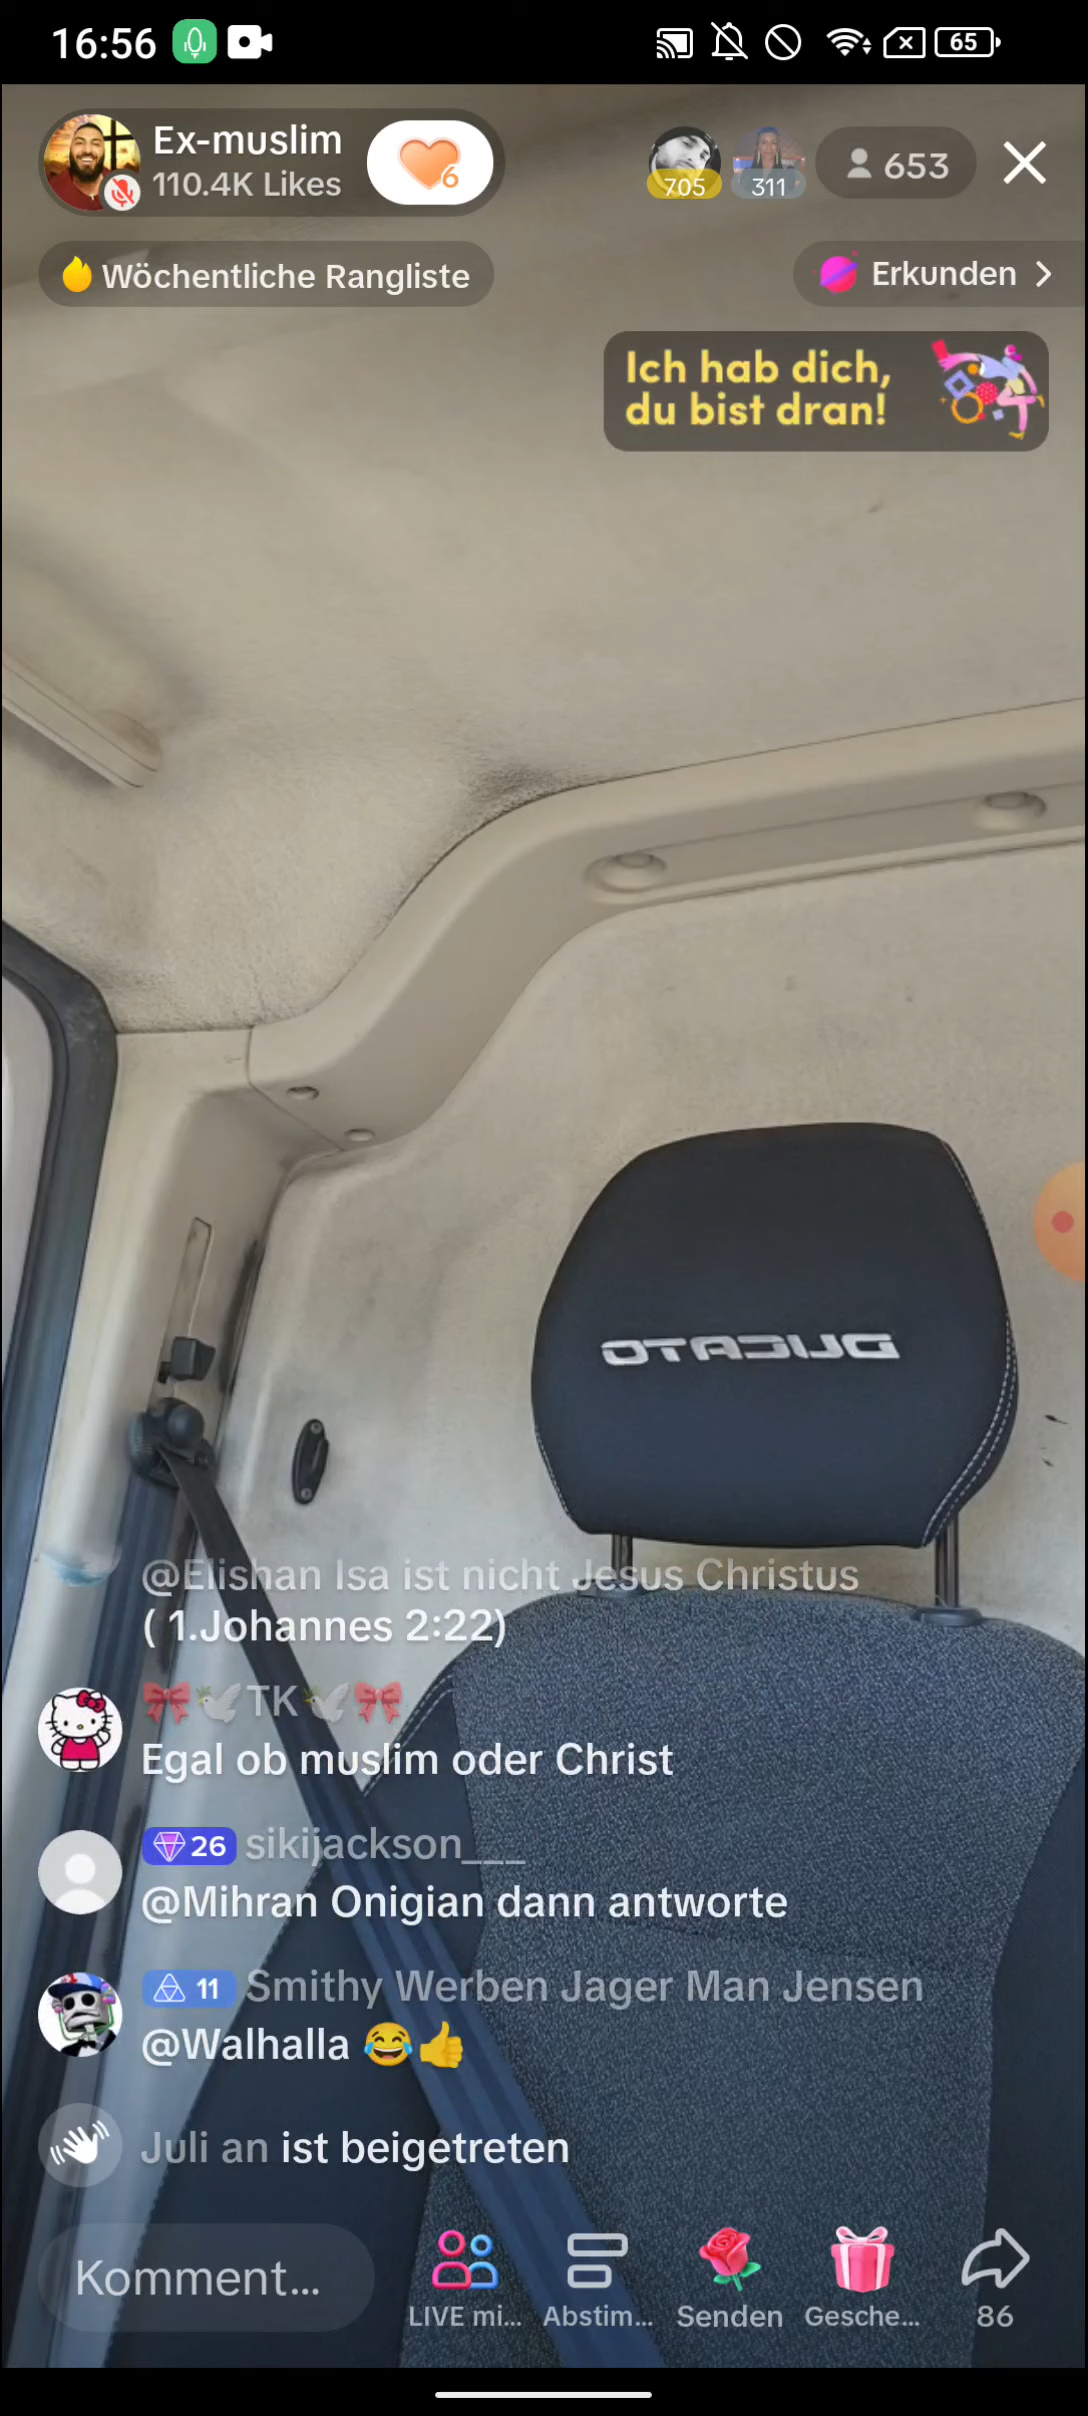 16:56
65
Ex-muslim
110.4K Likes
6
705
311
653
Wöchentliche Rangliste
Erkunden
Ich hab dich,
du bist dran!
DUCATO
@Elishan Isa ist nicht Jesus Christus
( 1.Johannes 2:22)
🎀🕊️TK🕊️🎀
Egal ob muslim oder Christ
26 sikijackson___
@Mihran Onigian dann antworte
11 Smithy Werben Jager Man Jensen
@Walhalla 😂👍
Juli an ist beigetreten
Komment...
LIVE mi...
Abstim...
Senden
Gesche...
86